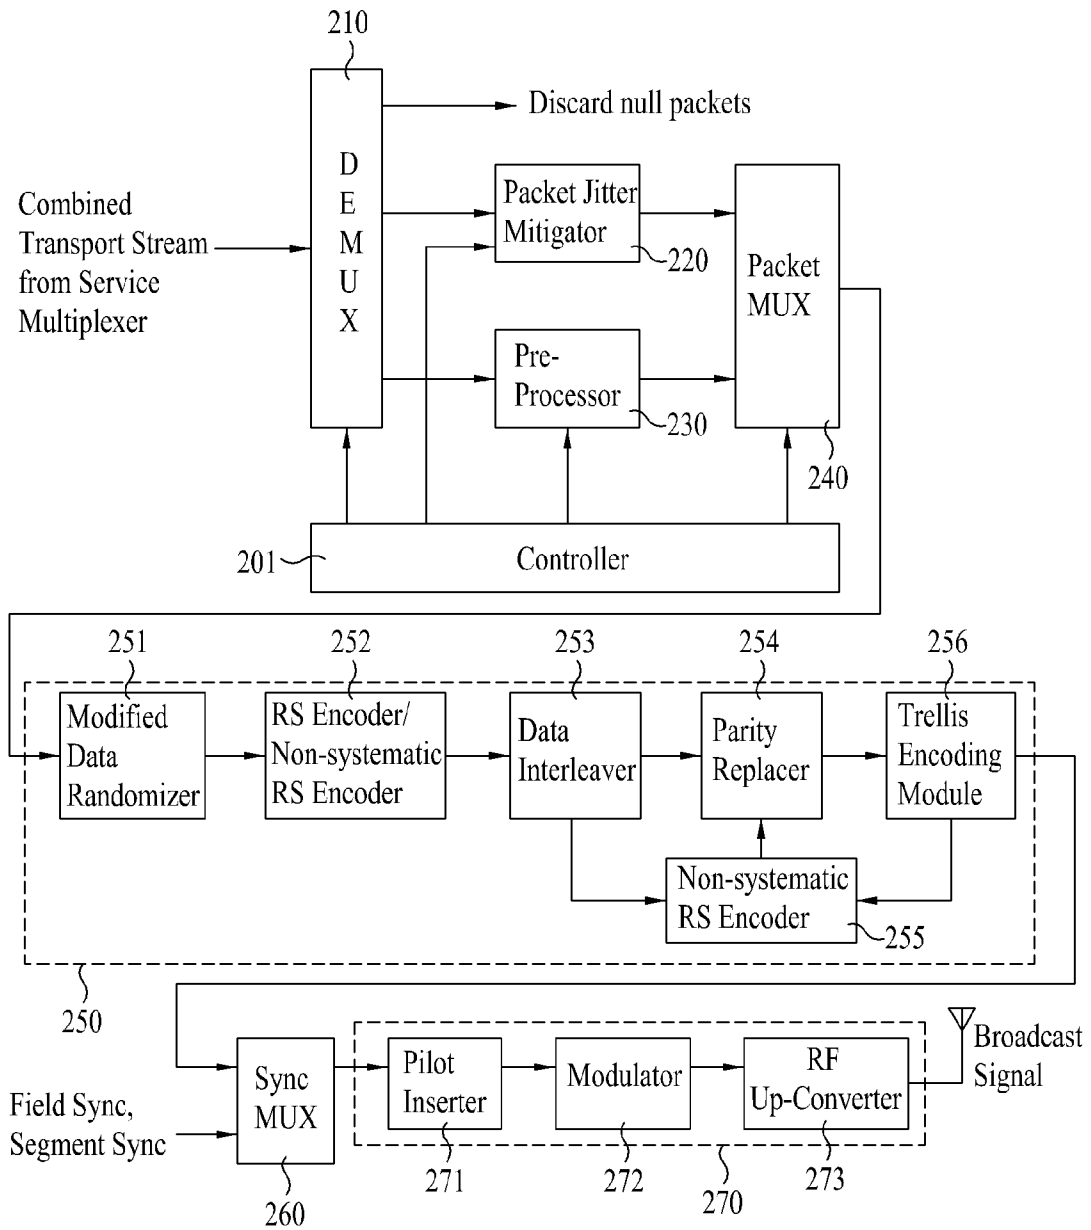 210
Discard null packets
D
E
M
U
X
Combined
Transport Stream
from Service
Multiplexer
Packet Jitter
Mitigator
220
Packet
MUX
Pre-
Processor
230
240
201
Controller
251
252
253
254
256
Modified
Data
Randomizer
RS Encoder/
Non-systematic
RS Encoder
Data
Interleaver
Parity
Replacer
Trellis
Encoding
Module
Non-systematic
RS Encoder
255
250
Sync
MUX
Field Sync,
Segment Sync
Pilot
Inserter
Modulator
RF
Up-Converter
Broadcast
Signal
260
271
272
270
273